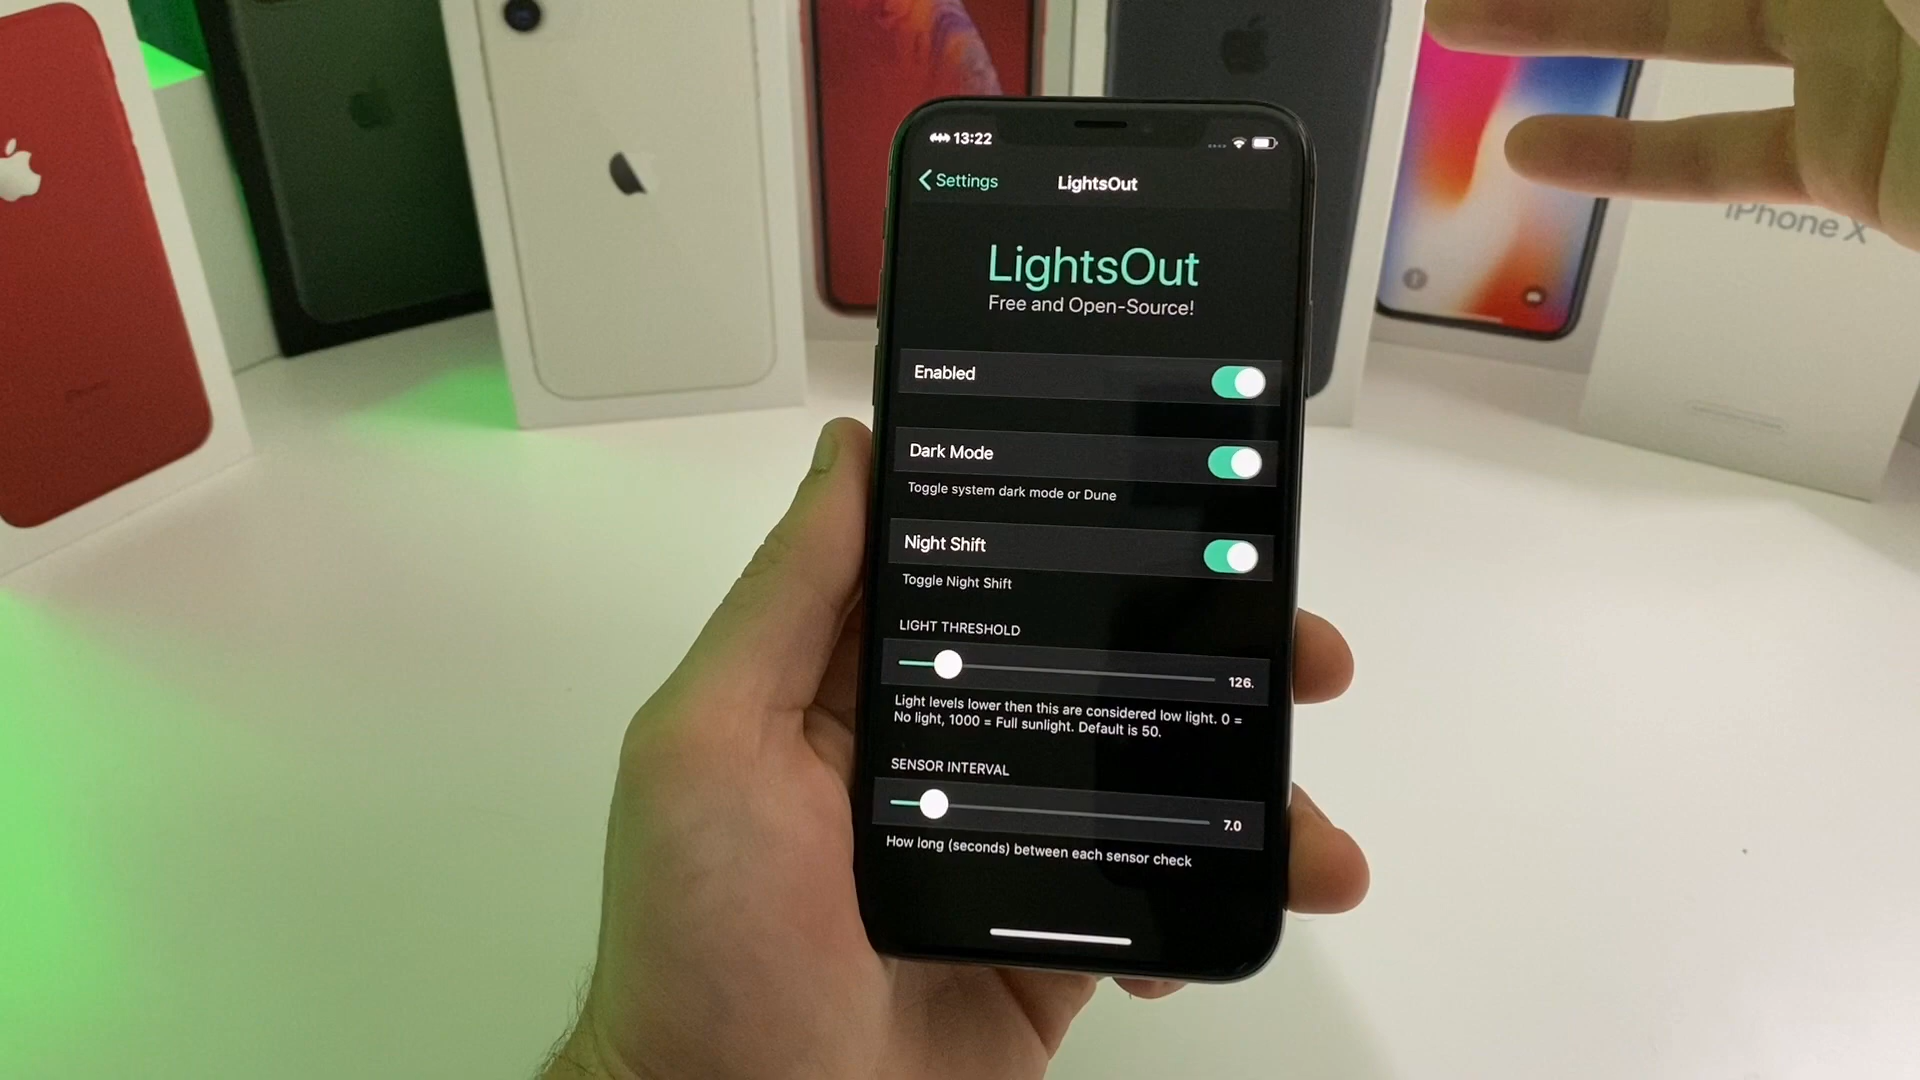 13:22
Settings
LightsOut
LightsOut
Free and Open-Source!
Enabled
Dark Mode
Toggle system dark mode or Dune
Night Shift
Toggle Night Shift
LIGHT THRESHOLD
126.
Light levels lower then this are considered low light. 0 =
No light, 1000 = Full sunlight. Default is 50.
SENSOR INTERVAL
7.0
How long (seconds) between each sensor check
iPhone X